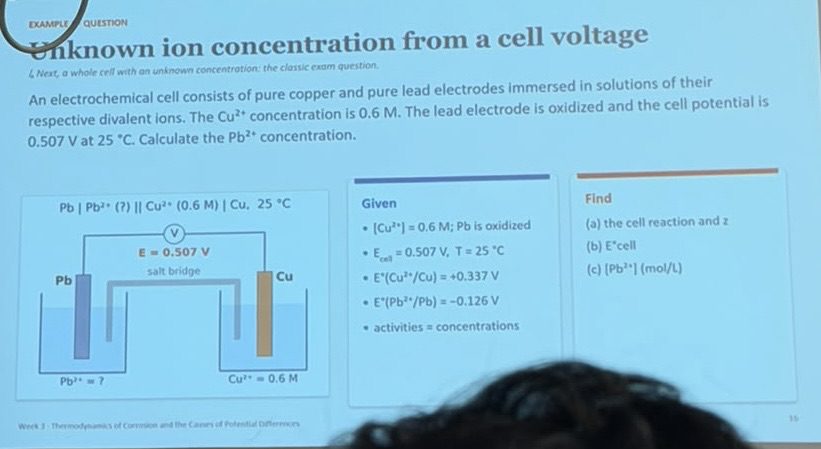 EXAMPLE QUESTION
Unknown ion concentration from a cell voltage
Next, a whole cell with an unknown concentration: the classic exam question.
An electrochemical cell consists of pure copper and pure lead electrodes immersed in solutions of their
respective divalent ions. The Cu²⁺ concentration is 0.6 M. The lead electrode is oxidized and the cell potential is
0.507 V at 25 °C. Calculate the Pb²⁺ concentration.
Pb | Pb²⁺ (?) || Cu²⁺ (0.6 M) | Cu, 25 °C
V
E = 0.507 V
salt bridge
Pb
Cu
Pb²⁺ = ?
Cu²⁺ = 0.6 M
Given
• [Cu²⁺] = 0.6 M; Pb is oxidized
• E_cell = 0.507 V, T = 25 °C
• E°(Cu²⁺/Cu) = +0.337 V
• E°(Pb²⁺/Pb) = −0.126 V
• activities = concentrations
Find
(a) the cell reaction and z
(b) E°cell
(c) [Pb²⁺] (mol/L)
Week 3 - Thermodynamics of Corrosion and the Causes of Potential Differences
15